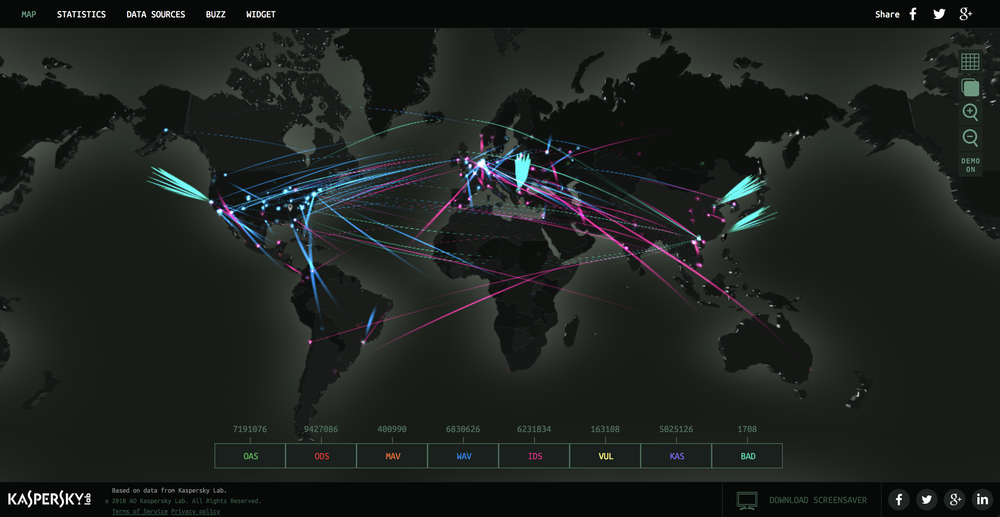 MAP STATISTICS DATA SOURCES BUZZ WIDGET Share
DEMO
ON
7191076 9427086 400990 6830626 6231834 163108 5025126 1708
OAS ODS MAV WAV IDS VUL KAS BAD
KASPERSKY lab
Based on data from Kaspersky Lab.
© 2018 AO Kaspersky Lab. All Rights Reserved.
Terms of Service Privacy policy
DOWNLOAD SCREENSAVER